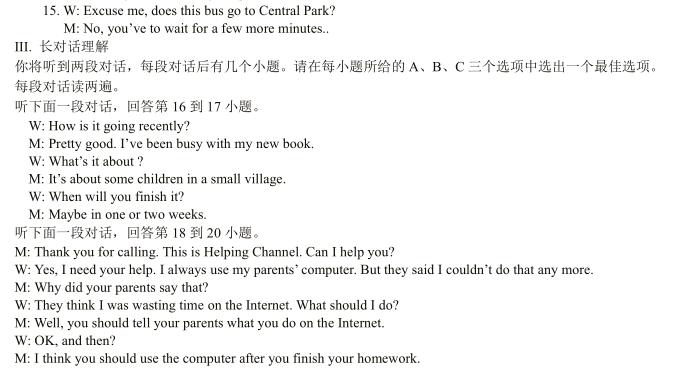 15. W: Excuse me, does this bus go to Central Park?
M: No, you’ve to wait for a few more minutes..
III. 长对话理解
你将听到两段对话，每段对话后有几个小题。请在每小题所给的 A、B、C 三个选项中选出一个最佳选项。
每段对话读两遍。
听下面一段对话，回答第 16 到 17 小题。
W: How is it going recently?
M: Pretty good. I’ve been busy with my new book.
W: What’s it about ?
M: It’s about some children in a small village.
W: When will you finish it?
M: Maybe in one or two weeks.
听下面一段对话，回答第 18 到 20 小题。
M: Thank you for calling. This is Helping Channel. Can I help you?
W: Yes, I need your help. I always use my parents’ computer. But they said I couldn’t do that any more.
M: Why did your parents say that?
W: They think I was wasting time on the Internet. What should I do?
M: Well, you should tell your parents what you do on the Internet.
W: OK, and then?
M: I think you should use the computer after you finish your homework.